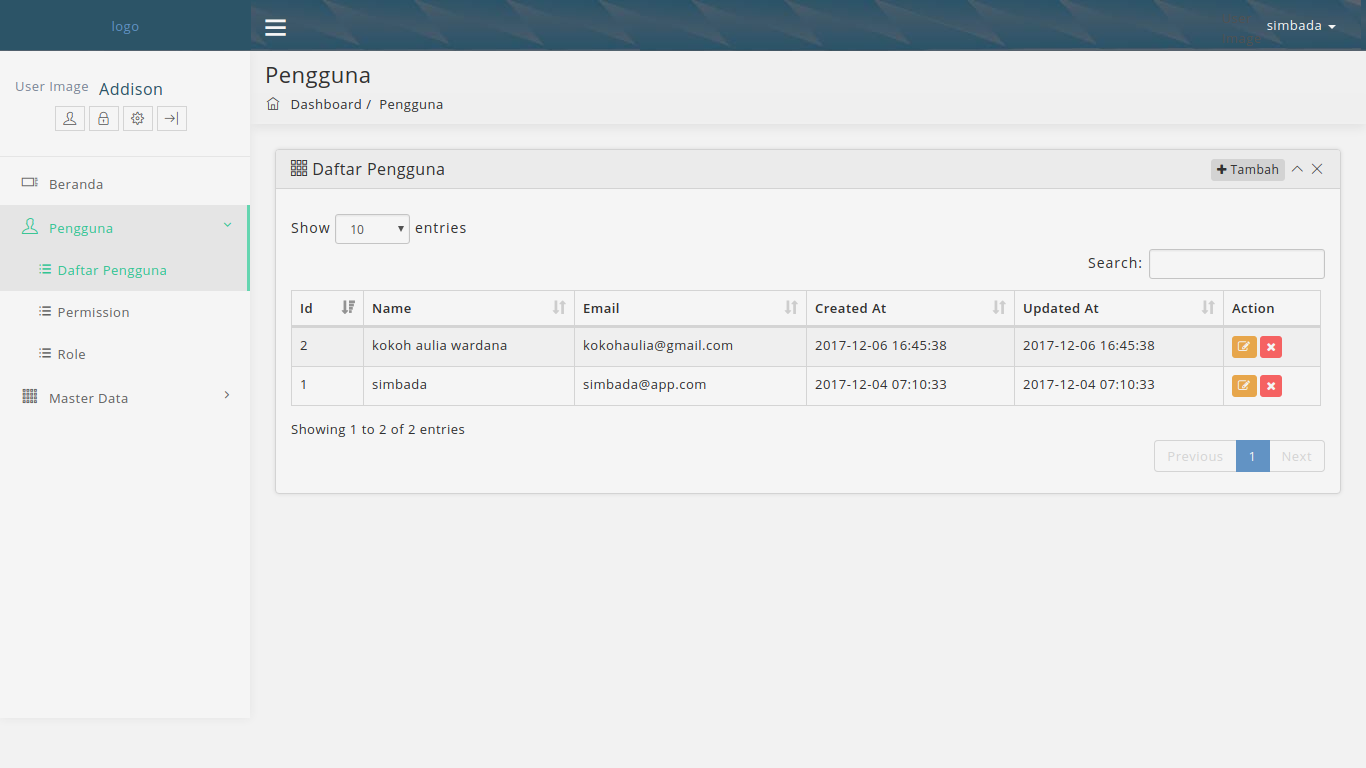 logo
simbada
User Image Addison
Beranda
Pengguna
Daftar Pengguna
Permission
Role
Master Data
Pengguna
Dashboard / Pengguna
Daftar Pengguna
Tambah
Show 10 entries
Search:
Id Name Email Created At Updated At Action
2 kokoh aulia wardana kokohaulia@gmail.com 2017-12-06 16:45:38 2017-12-06 16:45:38
1 simbada simbada@app.com 2017-12-04 07:10:33 2017-12-04 07:10:33
Showing 1 to 2 of 2 entries
Previous 1 Next